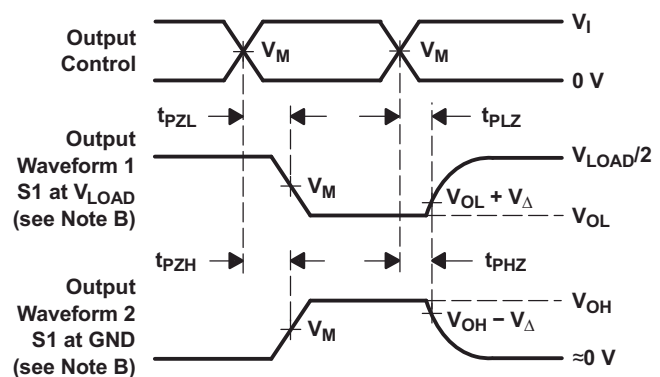 Output
Control
V_M
V_M
V_I
0 V
t_PZL
t_PLZ
Output
Waveform 1
S1 at V_LOAD
(see Note B)
V_M
V_LOAD/2
V_OL + V_Δ
V_OL
t_PZH
t_PHZ
Output
Waveform 2
S1 at GND
(see Note B)
V_M
V_OH
V_OH − V_Δ
≈0 V